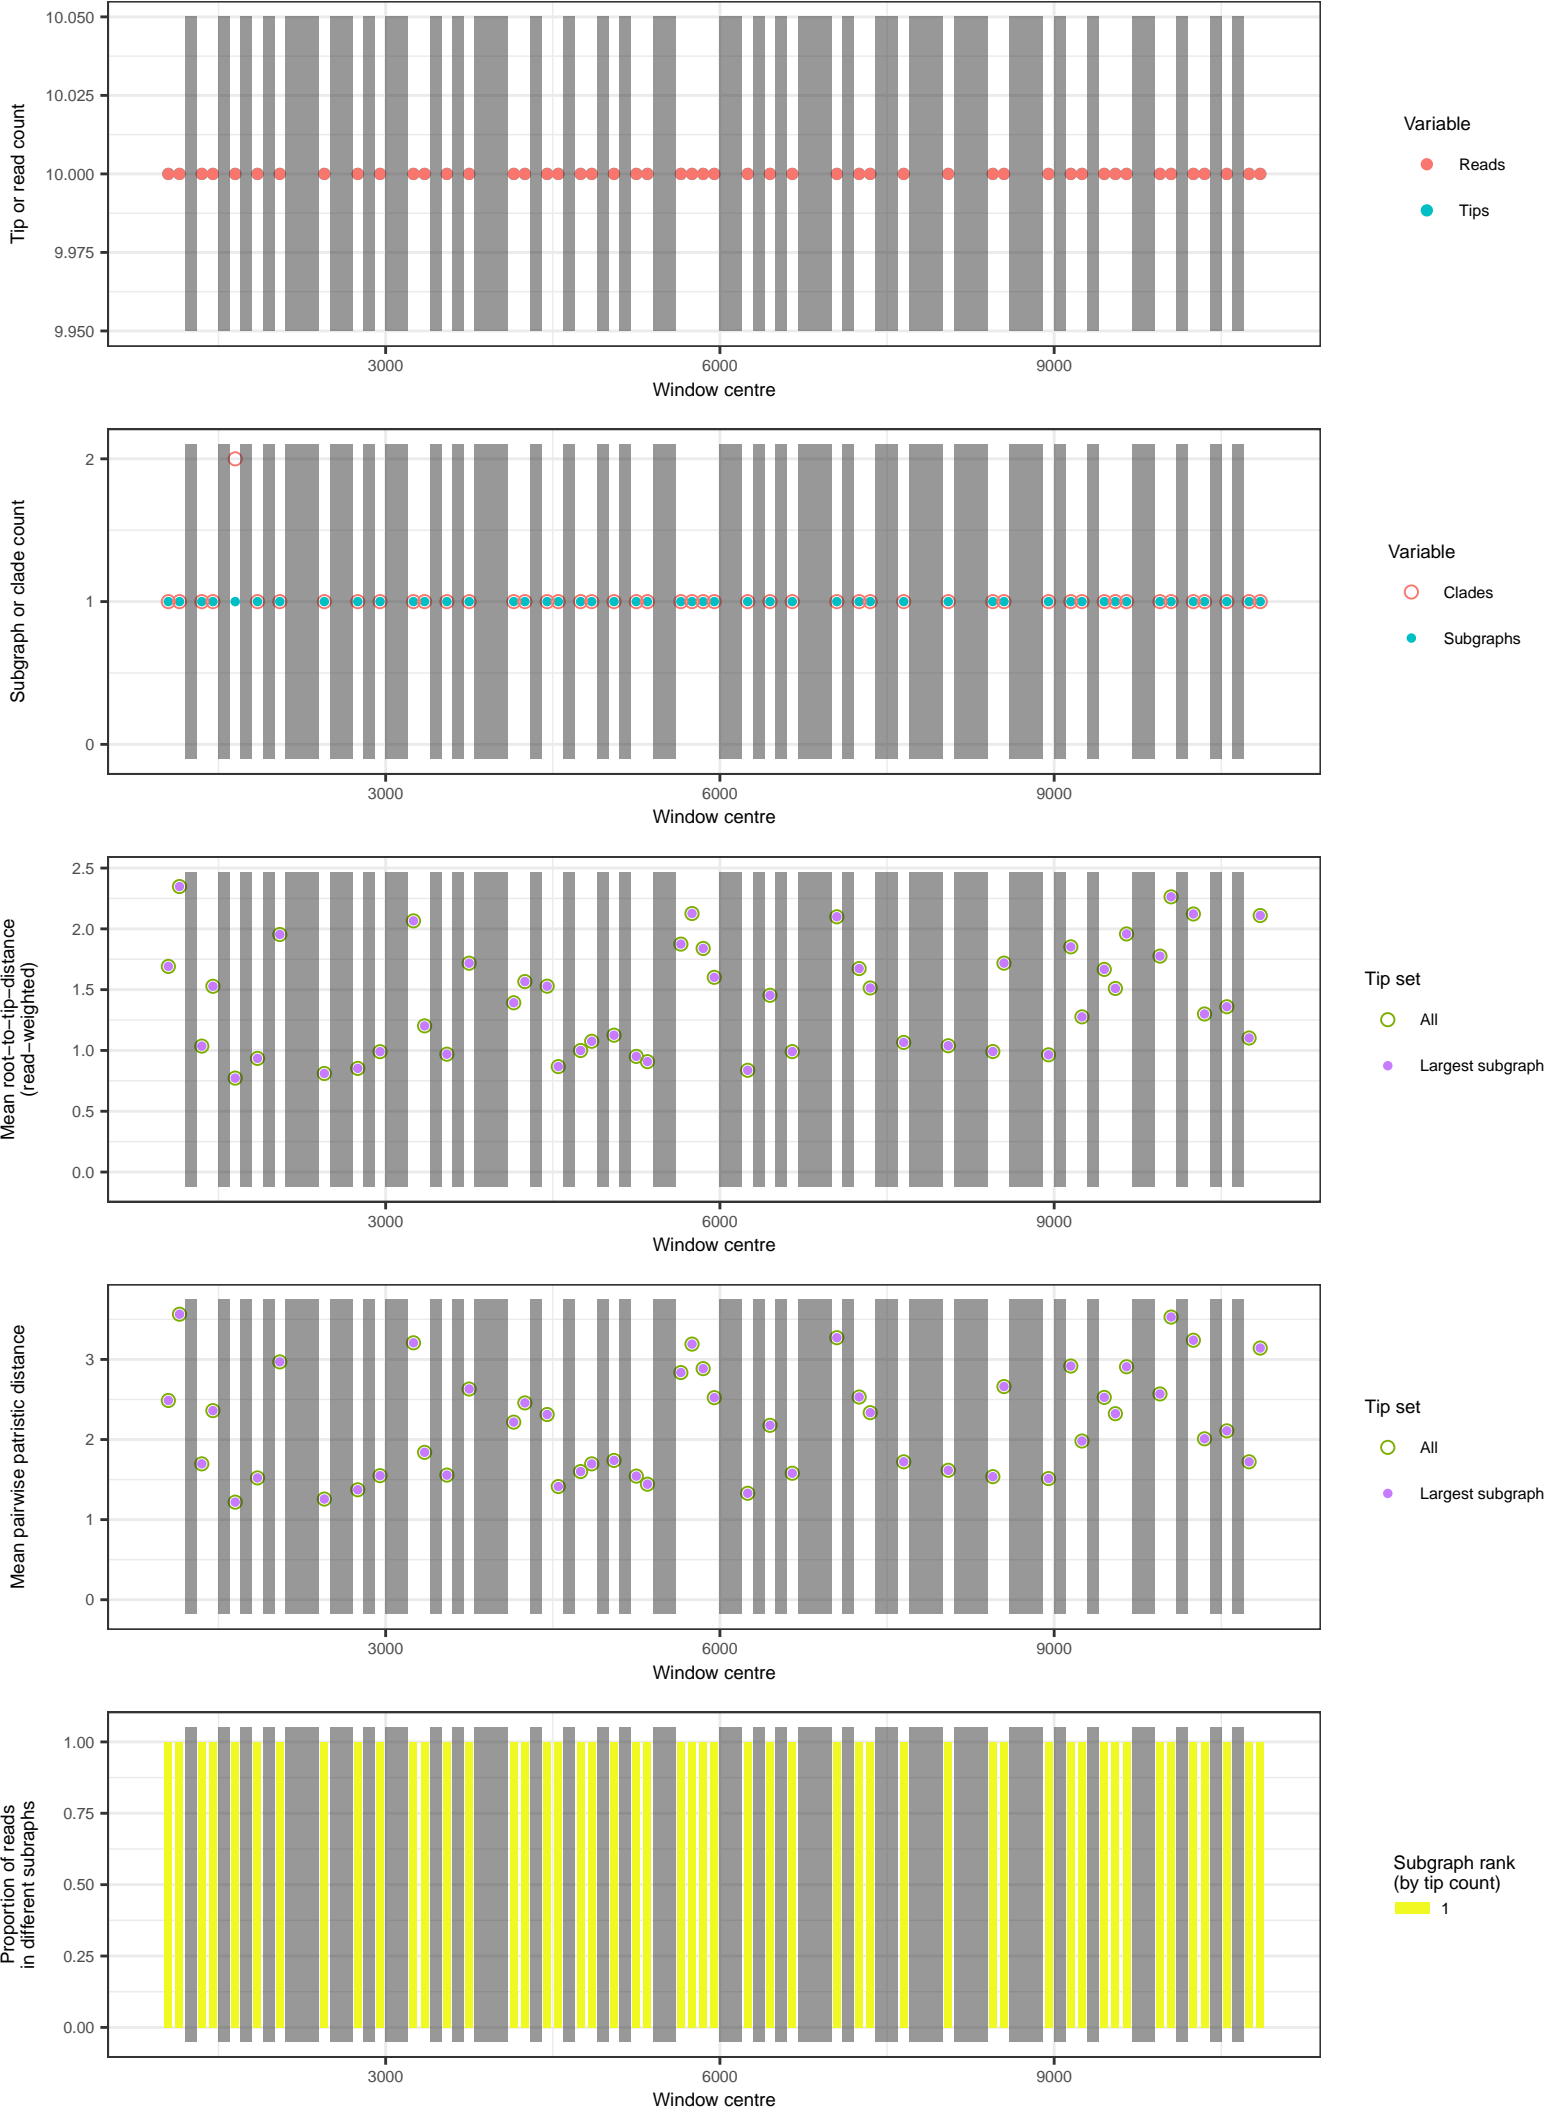 10.050
10.025
10.000
9.975
9.950
Tip or read count
3000
6000
9000
Window centre
Variable
Reads
Tips
2
1
0
Subgraph or clade count
3000
6000
9000
Window centre
Variable
Clades
Subgraphs
2.5
2.0
1.5
1.0
0.5
0.0
Mean root−to−tip−distance
(read−weighted)
3000
6000
9000
Window centre
Tip set
All
Largest subgraph
3
2
1
0
Mean pairwise patristic distance
3000
6000
9000
Window centre
Tip set
All
Largest subgraph
1.00
0.75
0.50
0.25
0.00
Proportion of reads
in different subraphs
3000
6000
9000
Window centre
Subgraph rank
(by tip count)
1